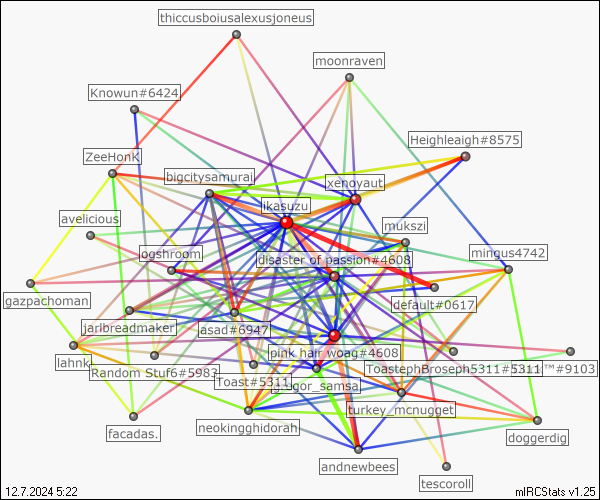 thiccusboiusalexusjoneus
moonraven
Knowun#6424
Heighleaigh#8575
ZeeHonK
bigcitysamurai
xenoyaut
ikasuzu
avelicious
mukszi
ogshroom
disaster of passion#4608
mingus4742
gazpachoman
default#0617
jarlbreadmaker
asad#6947
pink hair woag#4608
lahnk
Random Stuf6#5983
ToastephBroseph5311#5311
™#9103
Toast#5311
gregor_samsa
turkey_mcnugget
facadas.
neokingghidorah
doggerdig
andnewbees
tescoroll
12.7.2024 5:22
mIRCStats v1.25